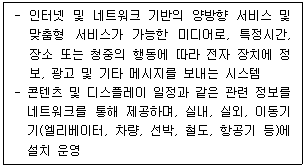 - 인터넷 및 네트워크 기반의 양방향 서비스 및
맞춤형 서비스가 가능한 미디어로, 특정시간,
장소 또는 청중의 행동에 따라 전자 장치에 정
보, 광고 및 기타 메시지를 보내는 시스템
- 콘텐츠 및 디스플레이 일정과 같은 관련 정보를
네트워크를 통해 제공하며, 실내, 실외, 이동기
기(엘리베이터, 차량, 선박, 철도, 항공기 등)에
설치 운영